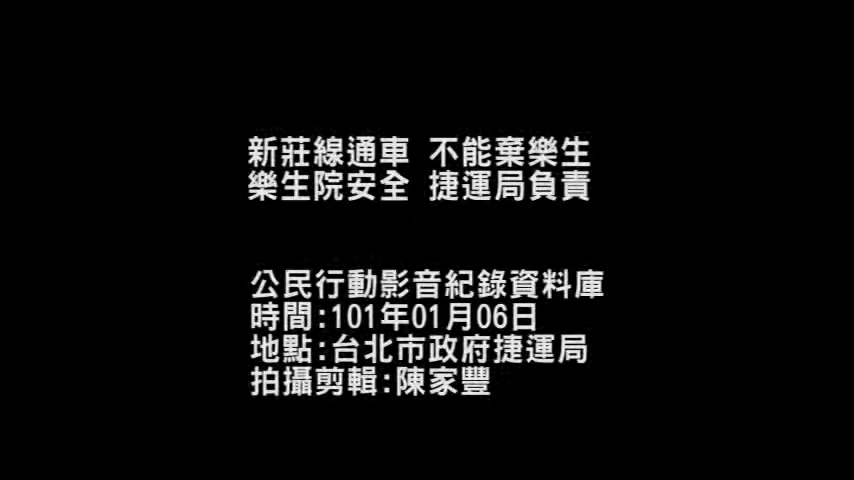 新莊線通車 不能棄樂生
樂生院安全 捷運局負責
公民行動影音紀錄資料庫
時間:101年01月06日
地點:台北市政府捷運局
拍攝剪輯:陳家豐